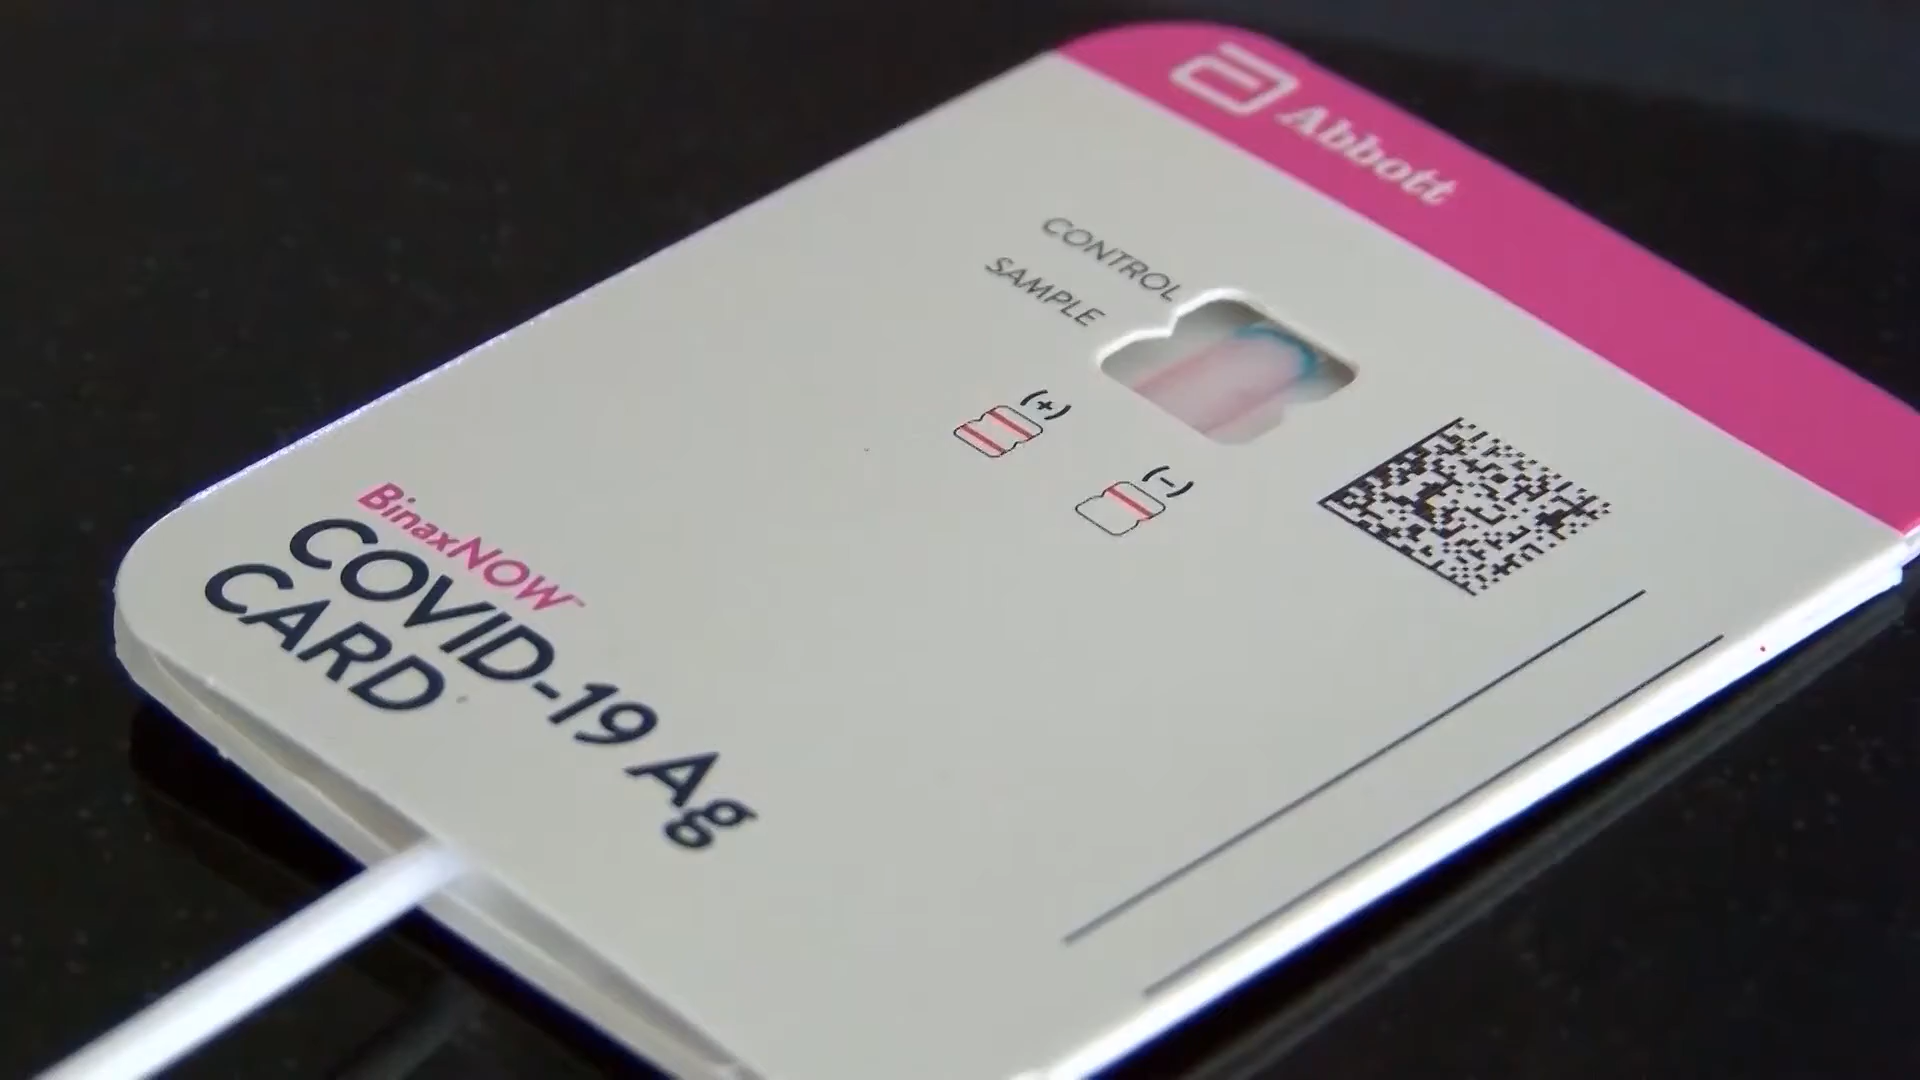 Abbott
CONTROL
SAMPLE
(+)
(-)
BinaxNOW™
COVID-19 Ag
CARD